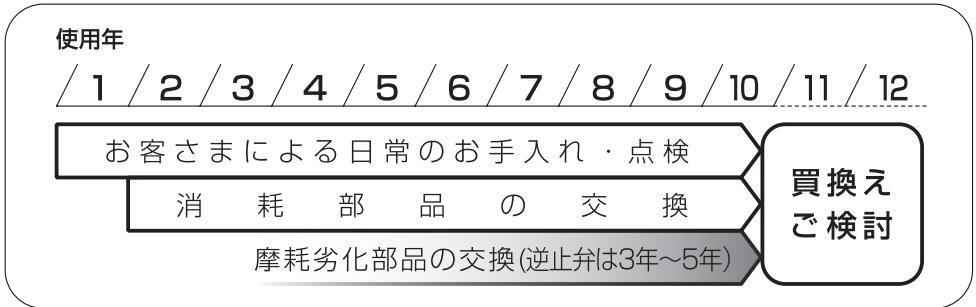 使用年
1 2 3 4 5 6 7 8 9 10 11 12
お客さまによる日常のお手入れ・点検
消耗部品の交換
摩耗劣化部品の交換(逆止弁は3年〜5年)
買換え
ご検討